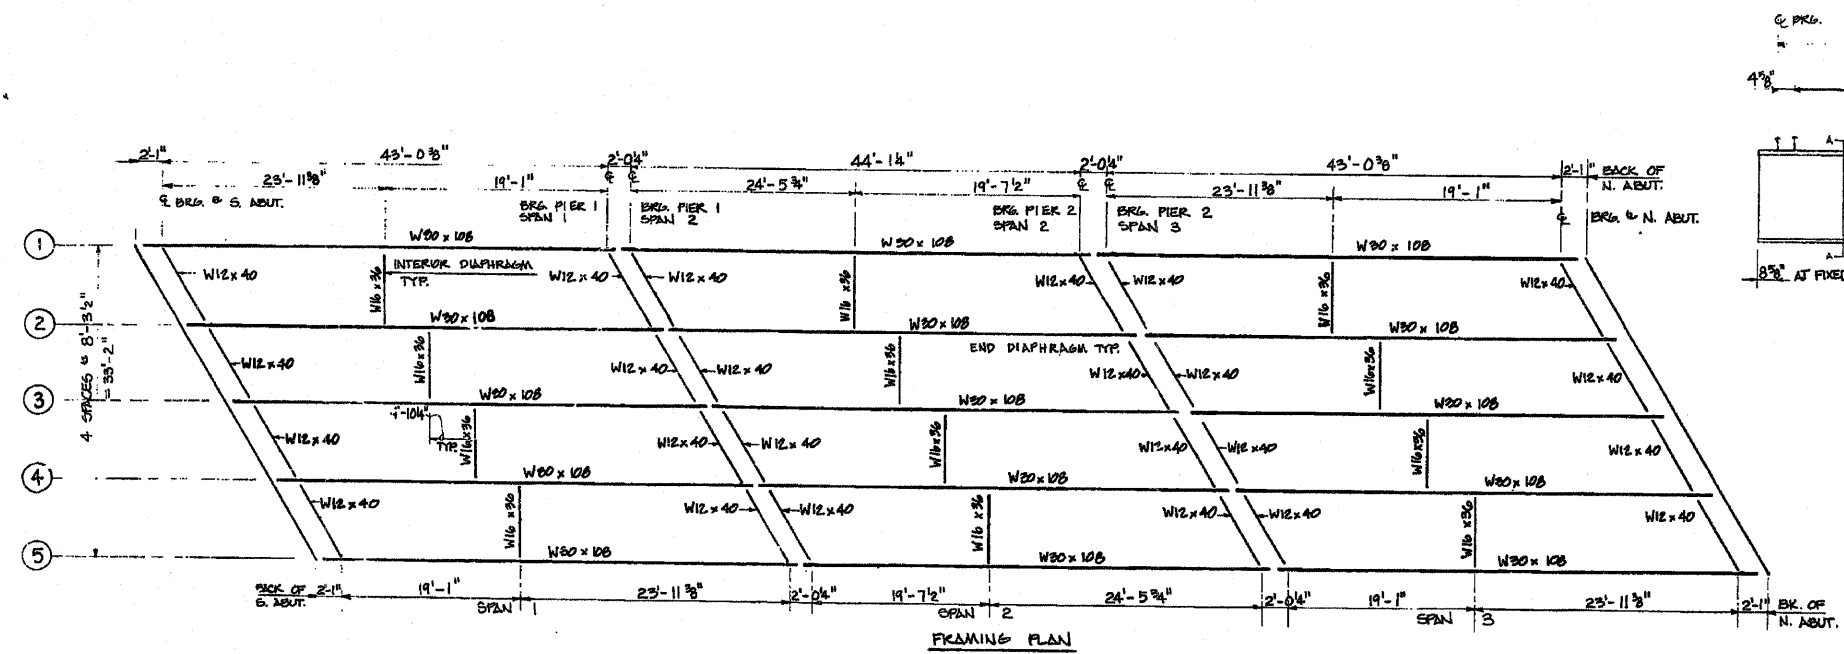 ℄ BRG.
4⅝"
2'-1" 43'-0⅜" 2'-0¼" 44'-1¼" 2'-0¼" 43'-0⅜" 2'-1" BACK OF
N. ABUT.
23'-11⅜" 19'-1" ℄ ℄ 24'-5¾" 19'-7½" ℄ ℄ 23'-11⅜" 19'-1"
℄ BRG. @ S. ABUT.
BRG. PIER 1
SPAN 1
BRG. PIER 1
SPAN 2
BRG. PIER 2
SPAN 2
BRG. PIER 2
SPAN 3
℄ BRG. @ N. ABUT.
A
A
8⅝" AT FIXED
1 W30 x 108 W30 x 108 W30 x 108
W12 x 40 W16 x 36 INTERIOR DIAPHRAGM
TYP.
W12 x 40 W12 x 40 W16 x 36 W12 x 40 W12 x 40 W16 x 36 W12 x 40
2 W30 x 108 W30 x 108 W30 x 108
4 SPACES @ 8'-3½"
= 33'-2"
END DIAPHRAGM TYP.
W12 x 40 W16 x 36 W12 x 40 W12 x 40 W16 x 36 W12 x 40 W12 x 40 W16 x 36 W12 x 40
3 W30 x 108 W30 x 108 W30 x 108
4'-10¼"
TYP.
W12 x 40 W16 x 36 W12 x 40 W12 x 40 W16 x 36 W12 x 40 W12 x 40 W16 x 36 W12 x 40
4 W30 x 108 W30 x 108 W30 x 108
W12 x 40 W16 x 36 W12 x 40 W12 x 40 W16 x 36 W12 x 40 W12 x 40 W16 x 36 W12 x 40
5 W30 x 108 W30 x 108 W30 x 108
BACK OF
S. ABUT.
2'-1" 19'-1" 23'-11⅜" 2'-0¼" 19'-7½" 24'-5¾" 2'-0¼" 19'-1" 23'-11⅜" 2'-1" BK. OF
N. ABUT.
SPAN 1 SPAN 2 SPAN 3
FRAMING PLAN